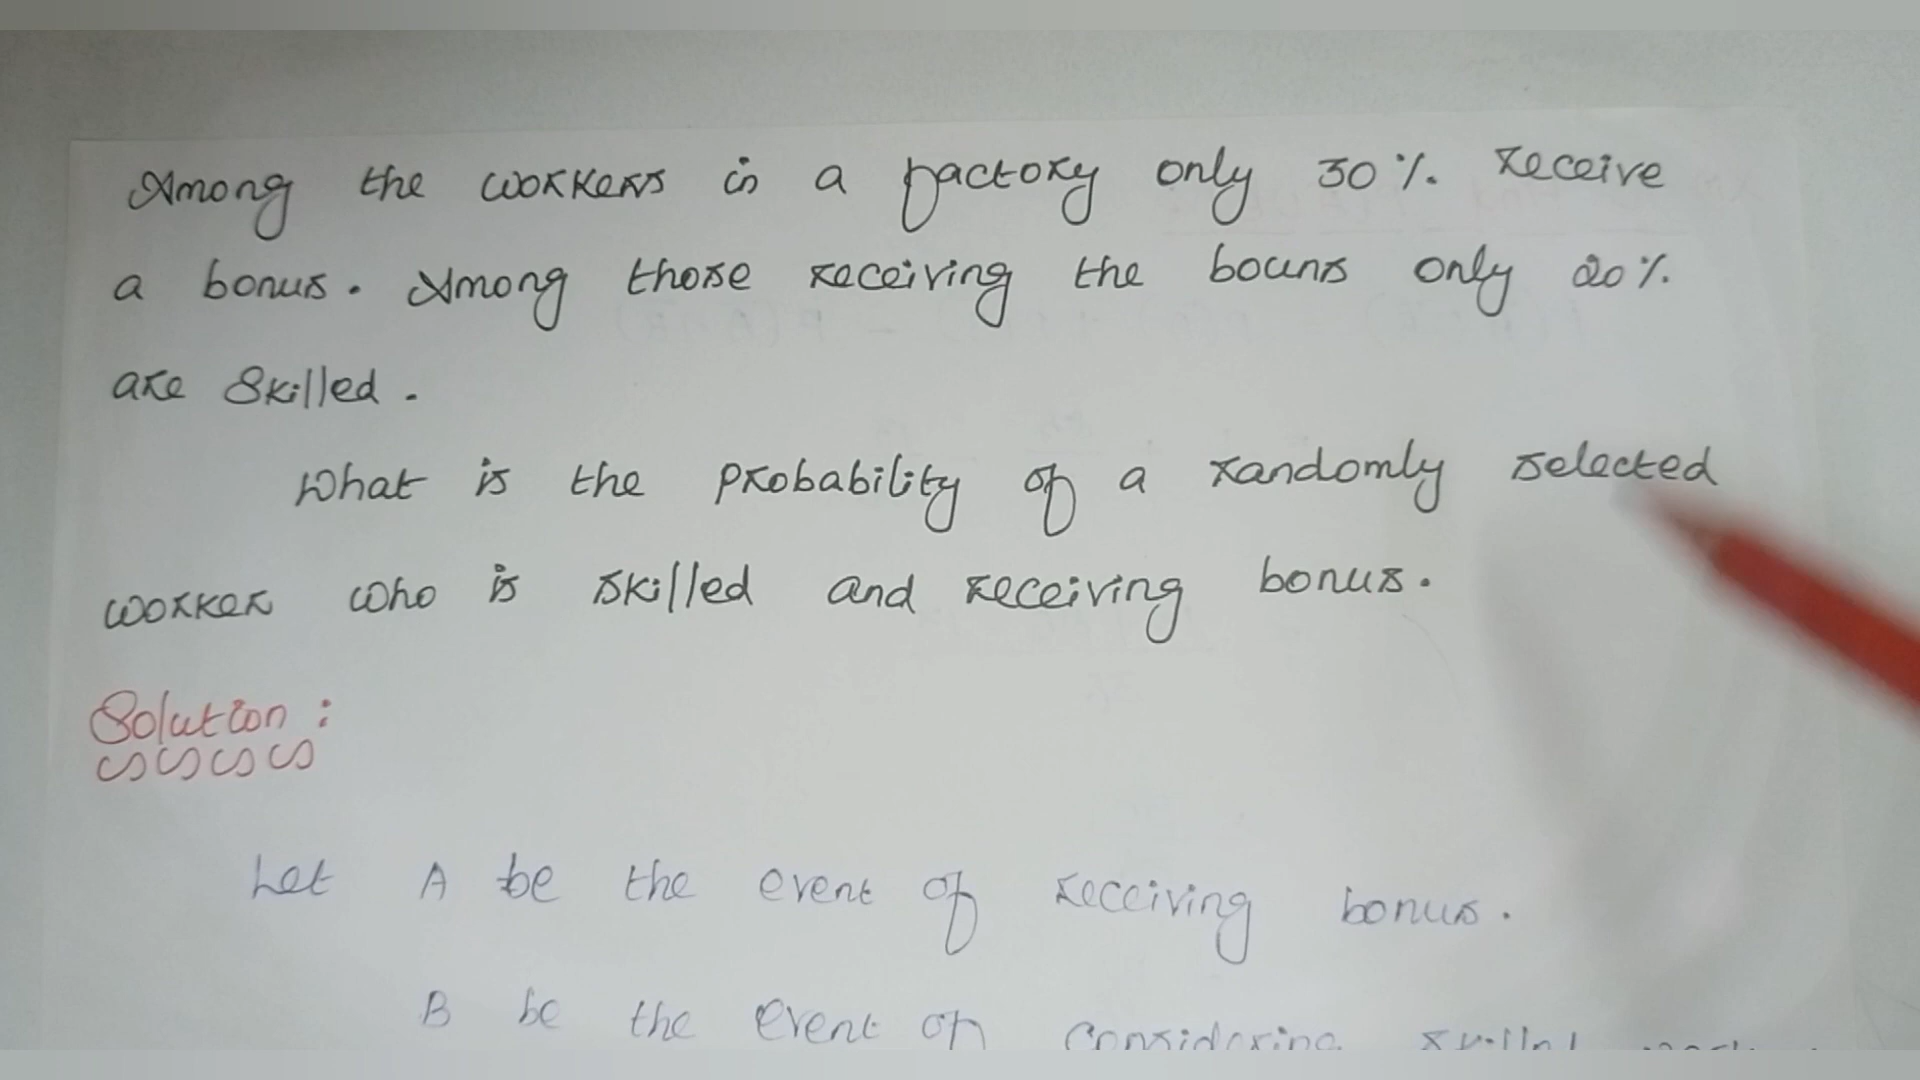 Among the workers in a factory only 30%. receive
a bonus. Among those receiving the bouns only 20%.
are Skilled.
What is the probability of a randomly selected
worker who is skilled and receiving bonus.
Solution:
Let A be the event of receiving bonus.
B be the event of considering